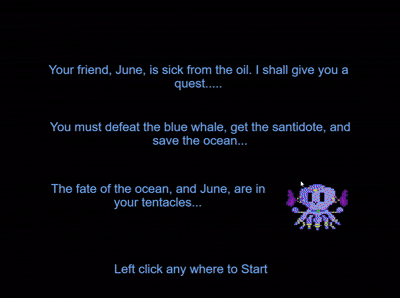 Your friend, June, is sick from the oil. I shall give you a
quest.....
You must defeat the blue whale, get the santidote, and
save the ocean...
The fate of the ocean, and June, are in
your tentacles...
Left click any where to Start